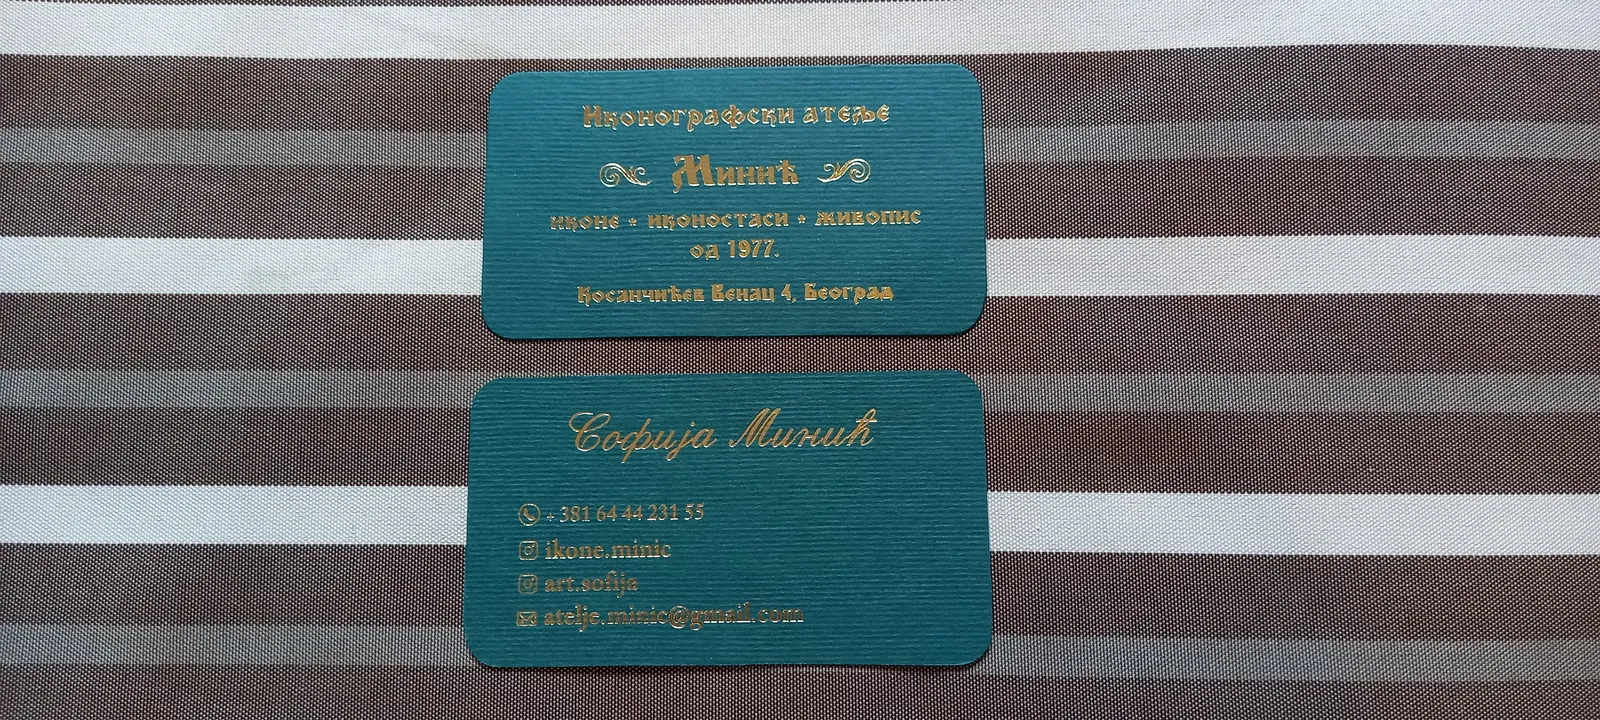 Иконографски атеље
Минић
иконе * иконостаси * живопис
од 1977.
Косанчићев Венац 4, Београд
Софија Минић
+ 381 64 44 231 55
ikone.minic
art.sofija
atelje.minic@gmail.com